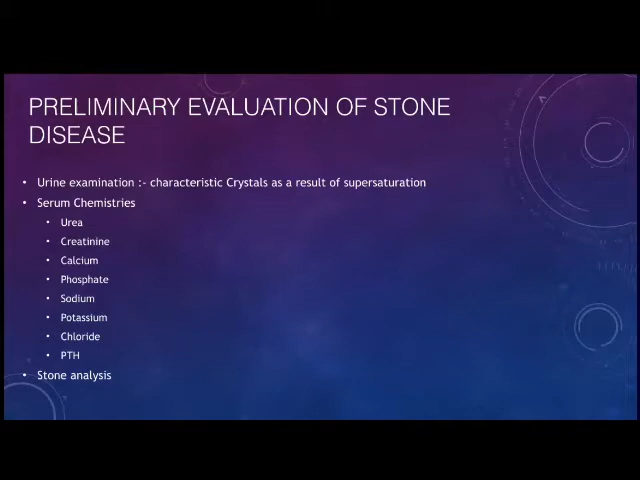 PRELIMINARY EVALUATION OF STONE
DISEASE
• Urine examination :- characteristic Crystals as a result of supersaturation
• Serum Chemistries
• Urea
• Creatinine
• Calcium
• Phosphate
• Sodium
• Potassium
• Chloride
• PTH
• Stone analysis